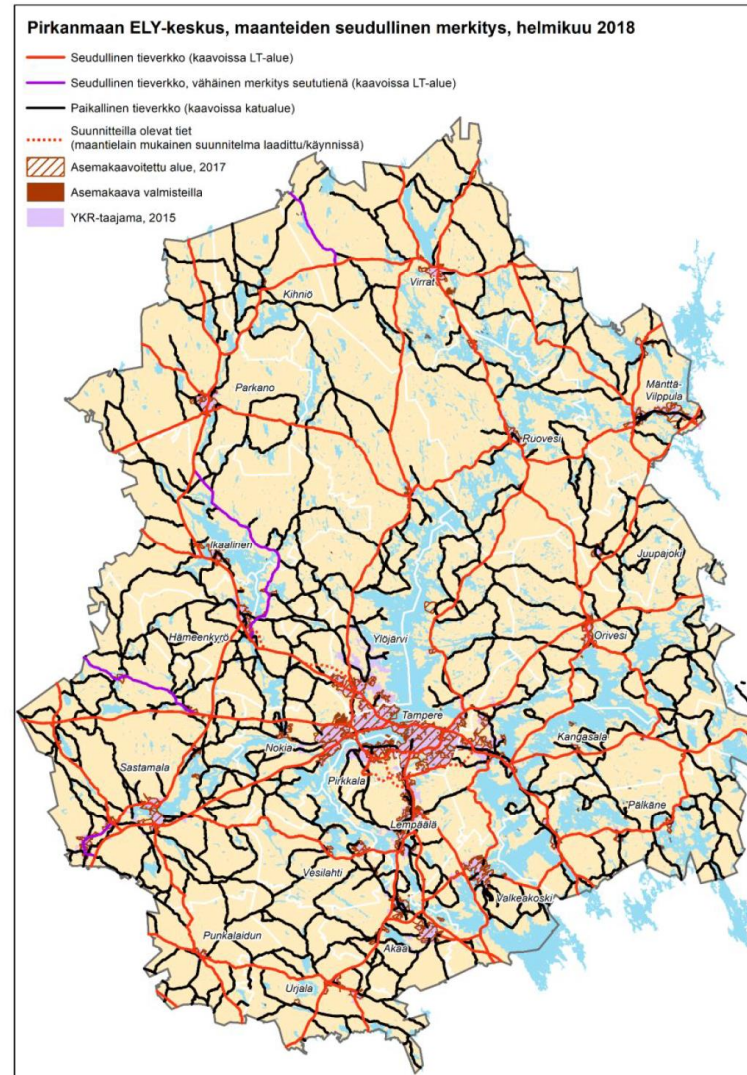 Pirkanmaan ELY-keskus, maanteiden seudullinen merkitys, helmikuu 2018
Seudullinen tieverkko (kaavoissa LT-alue)
Seudullinen tieverkko, vähäinen merkitys seututienä (kaavoissa LT-alue)
Paikallinen tieverkko (kaavoissa katualue)
Suunnitteilla olevat tiet
(maantielain mukainen suunnitelma laadittu/käynnissä)
Asemakaavoitettu alue, 2017
Asemakaava valmisteilla
YKR-taajama, 2015
Virrat
Kihniö
Parkano
Mänttä-
Vilppula
Ruovesi
Ikaalinen
Juupajoki
Hämeenkyrö
Ylöjärvi
Orivesi
Tampere
Nokia
Kangasala
Sastamala
Pirkkala
Pälkäne
Lempäälä
Vesilahti
Valkeakoski
Punkalaidun
Akaa
Urjala